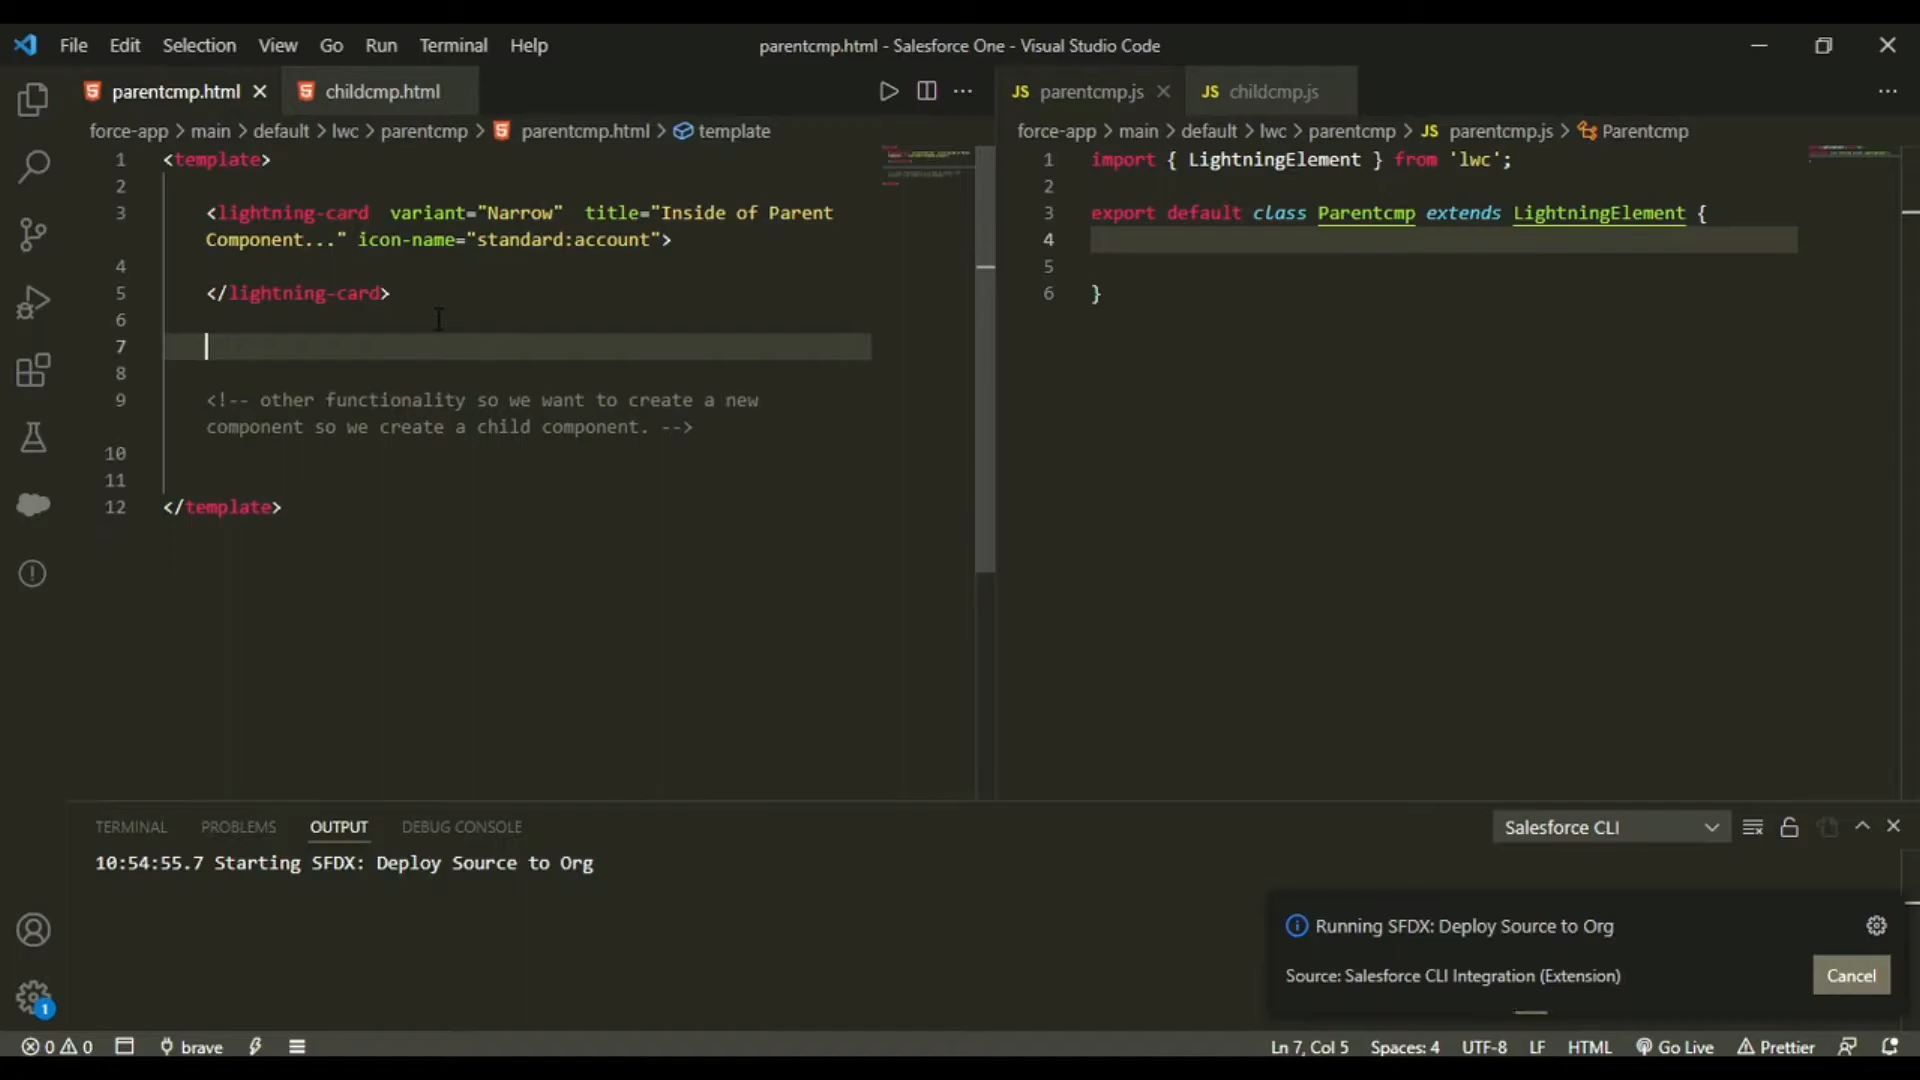 File Edit Selection View Go Run Terminal Help
parentcmp.html - Salesforce One - Visual Studio Code
parentcmp.html
childcmp.html
JS parentcmp.js
JS childcmp.js
force-app > main > default > lwc > parentcmp > parentcmp.html > template
1 <template>
2
3 <lightning-card variant="Narrow" title="Inside of Parent
Component..." icon-name="standard:account">
4
5 </lightning-card>
6
7
8
9 <!-- other functionality so we want to create a new
component so we create a child component. -->
10
11
12 </template>
force-app > main > default > lwc > parentcmp > JS parentcmp.js > Parentcmp
1 import { LightningElement } from 'lwc';
2
3 export default class Parentcmp extends LightningElement {
4
5
6 }
TERMINAL PROBLEMS OUTPUT DEBUG CONSOLE
Salesforce CLI
10:54:55.7 Starting SFDX: Deploy Source to Org
Running SFDX: Deploy Source to Org
Source: Salesforce CLI Integration (Extension)
Cancel
1
0 0 brave
Ln 7, Col 5 Spaces: 4 UTF-8 LF HTML Go Live Prettier